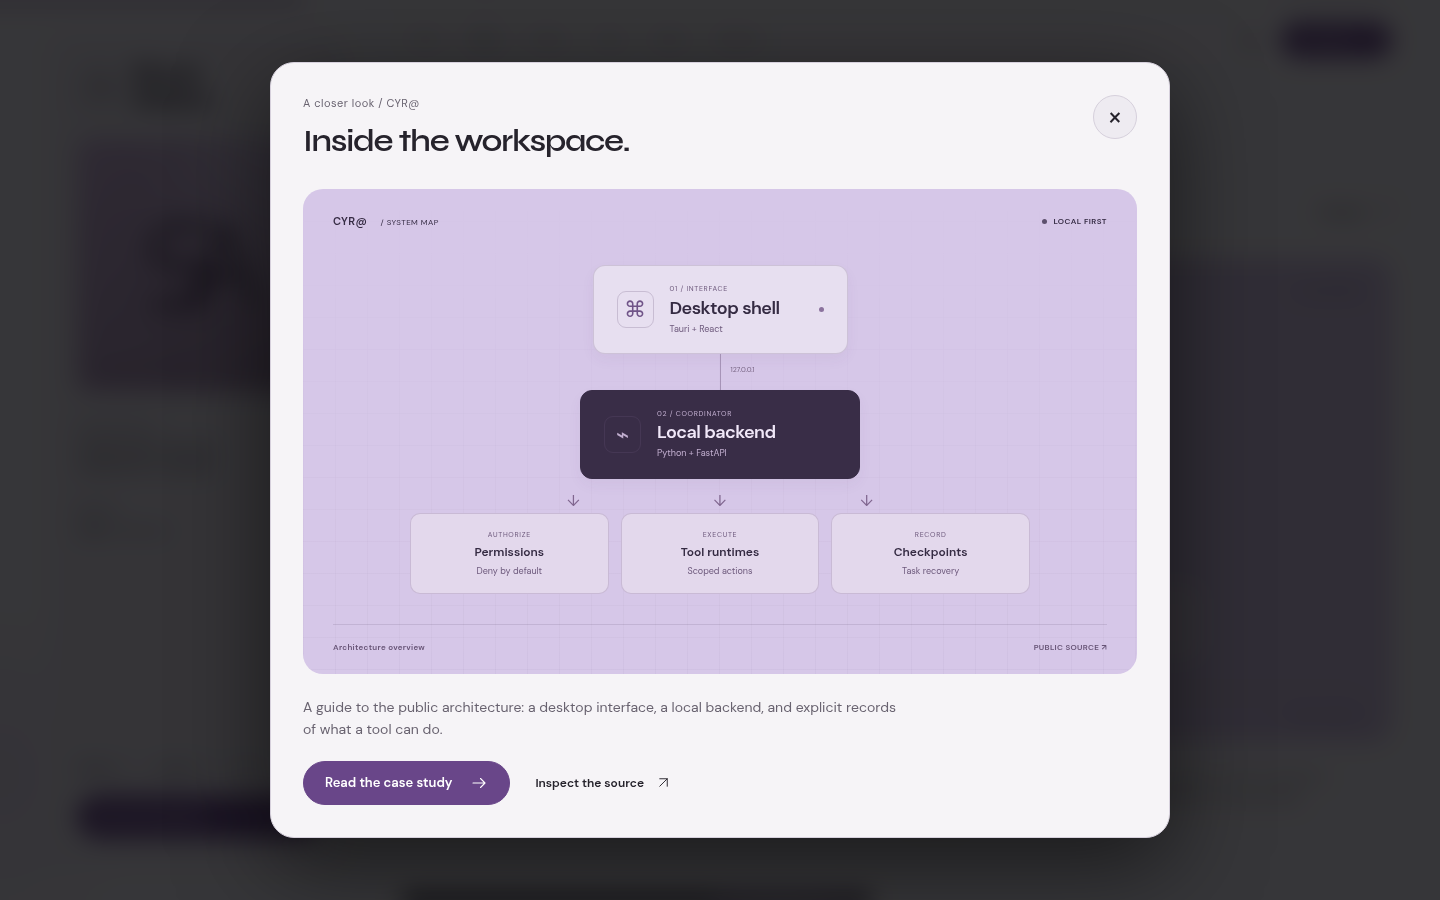 A closer look / CYR@
Inside the workspace.
CYR@ / SYSTEM MAP
LOCAL FIRST
01 / INTERFACE
Desktop shell
Tauri + React
127.0.0.1
02 / COORDINATOR
Local backend
Python + FastAPI
AUTHORIZE
Permissions
Deny by default
EXECUTE
Tool runtimes
Scoped actions
RECORD
Checkpoints
Task recovery
Architecture overview
PUBLIC SOURCE ↗
A guide to the public architecture: a desktop interface, a local backend, and explicit records
of what a tool can do.
Read the case study →
Inspect the source ↗